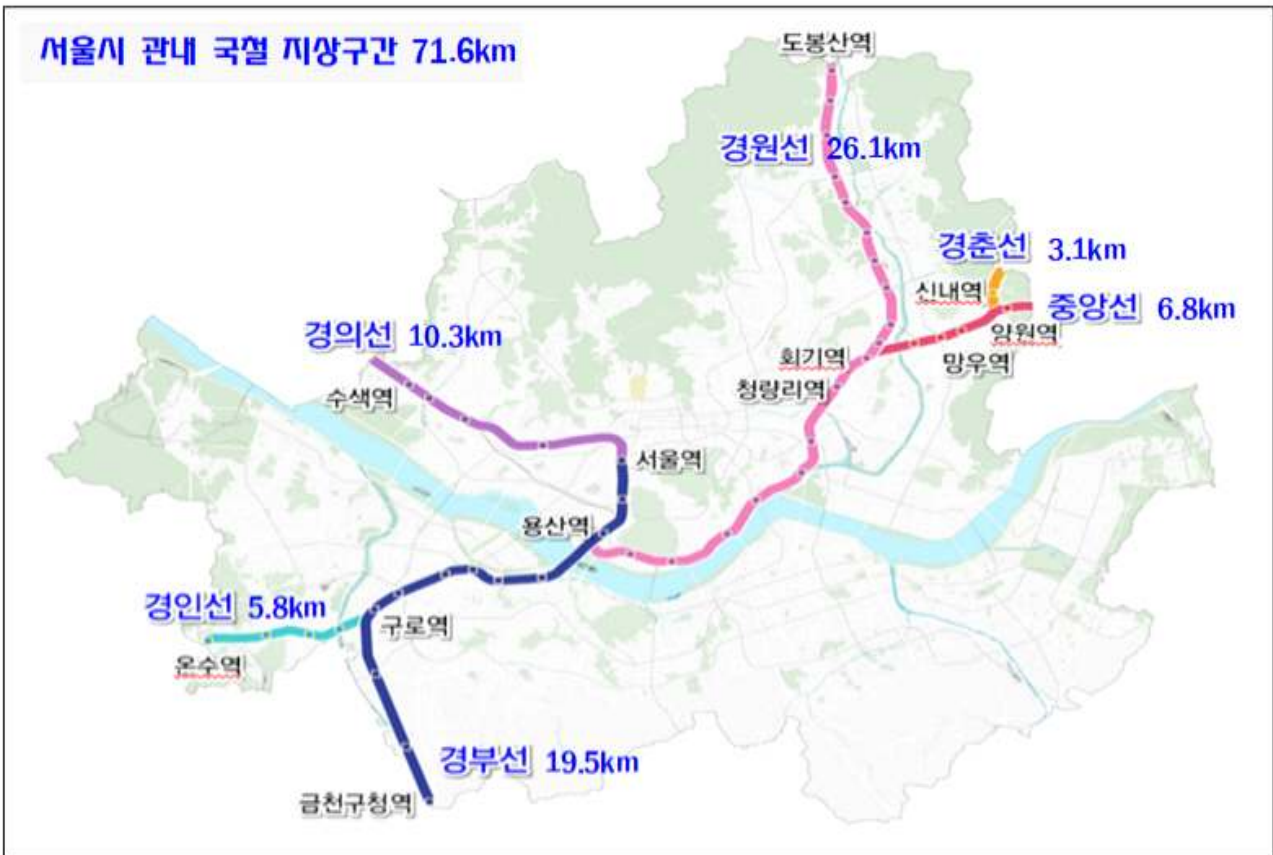 서울시 관내 국철 지상구간 71.6km
도봉산역
경원선 26.1km
경춘선 3.1km
신내역
중앙선 6.8km
양원역
망우역
회기역
청량리역
경의선 10.3km
수색역
서울역
용산역
경인선 5.8km
구로역
온수역
경부선 19.5km
금천구청역